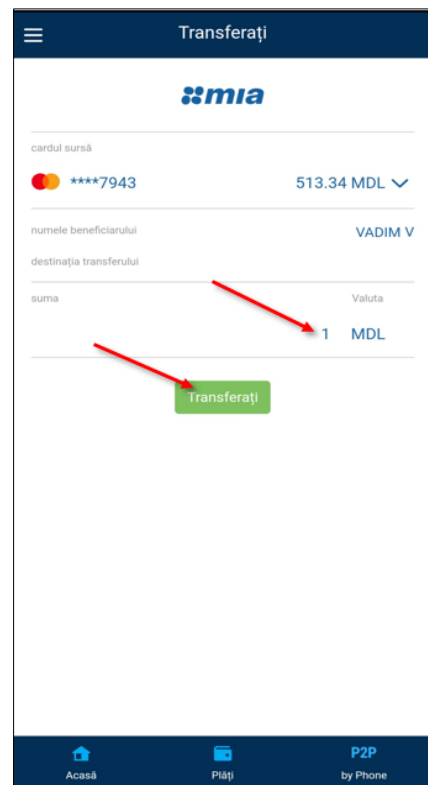 Transferați
mia
cardul sursă
****7943 513.34 MDL
numele beneficiarului VADIM V
destinația transferului
suma Valuta
1 MDL
Transferați
P2P
Acasă Plăți by Phone